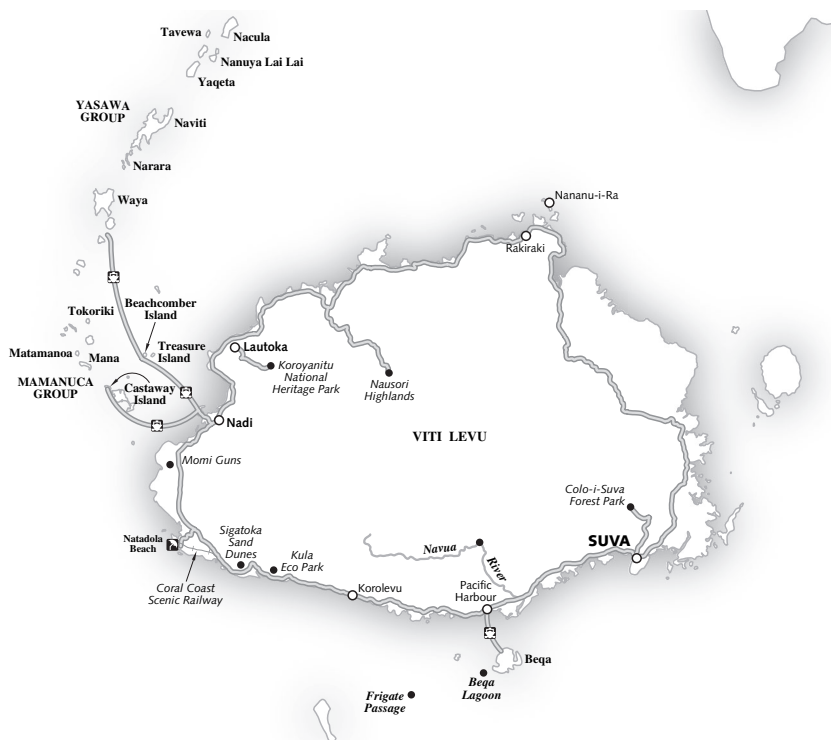 Tavewa
Nacula
Nanuya Lai Lai
Yaqeta
YASAWA
GROUP
Naviti
Narara
Waya
Nananu-i-Ra
Rakiraki
Beachcomber
Island
Tokoriki
Treasure
Island
Lautoka
Matamanoa
Mana
Koroyanitu
National
Heritage Park
MAMANUCA
GROUP
Castaway
Island
Nausori
Highlands
Nadi
VITI LEVU
Momi Guns
Colo-i-Suva
Forest Park
Natadola
Beach
Sigatoka
Sand
Dunes
Kula
Eco Park
Navua
River
SUVA
Coral Coast
Scenic Railway
Korolevu
Pacific
Harbour
Beqa
Beqa
Lagoon
Frigate
Passage